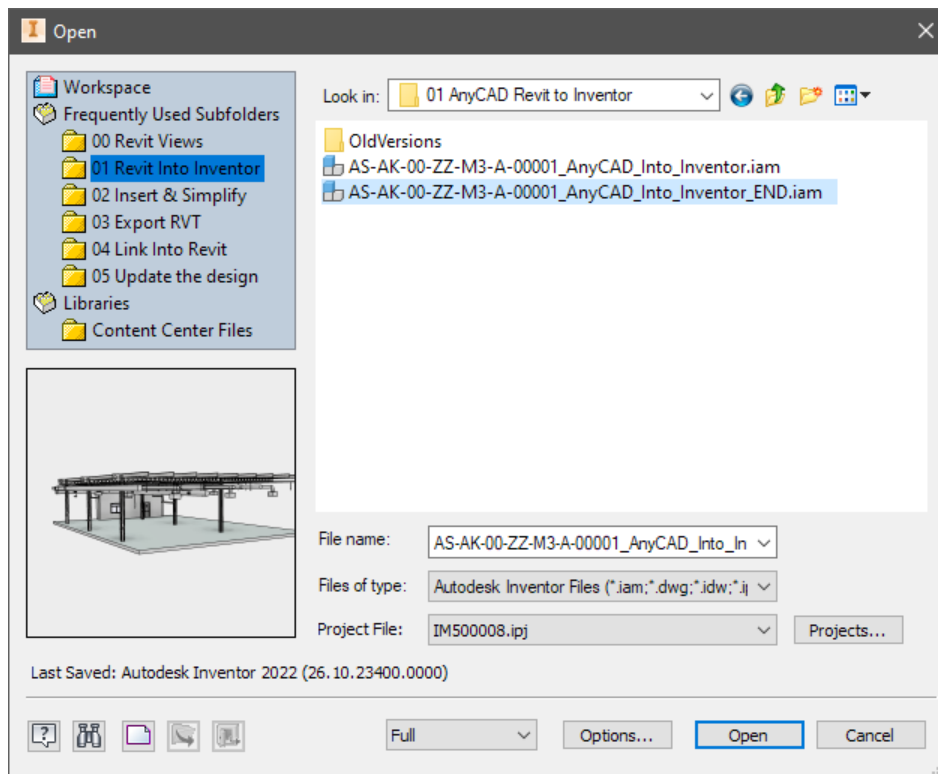 Open
Workspace
Frequently Used Subfolders
00 Revit Views
01 Revit Into Inventor
02 Insert & Simplify
03 Export RVT
04 Link Into Revit
05 Update the design
Libraries
Content Center Files
Look in: 01 AnyCAD Revit to Inventor
OldVersions
AS-AK-00-ZZ-M3-A-00001_AnyCAD_Into_Inventor.iam
AS-AK-00-ZZ-M3-A-00001_AnyCAD_Into_Inventor_END.iam
File name: AS-AK-00-ZZ-M3-A-00001_AnyCAD_Into_In
Files of type: Autodesk Inventor Files (*.iam;*.dwg;*.idw;*.ij
Project File: IM500008.ipj Projects...
Last Saved: Autodesk Inventor 2022 (26.10.23400.0000)
Full Options... Open Cancel